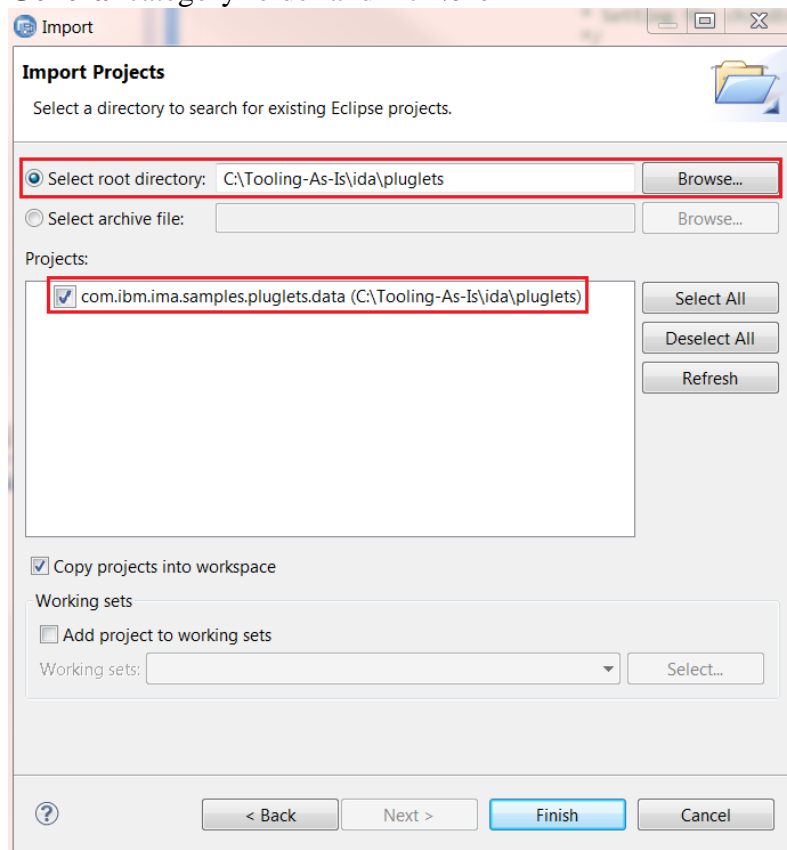 Import
Import Projects
Select a directory to search for existing Eclipse projects.
Select root directory: C:\Tooling-As-Is\ida\pluglets Browse...
Select archive file: Browse...
Projects:
com.ibm.ima.samples.pluglets.data (C:\Tooling-As-Is\ida\pluglets)
Select All
Deselect All
Refresh
Copy projects into workspace
Working sets
Add project to working sets
Working sets: Select...
? < Back Next > Finish Cancel